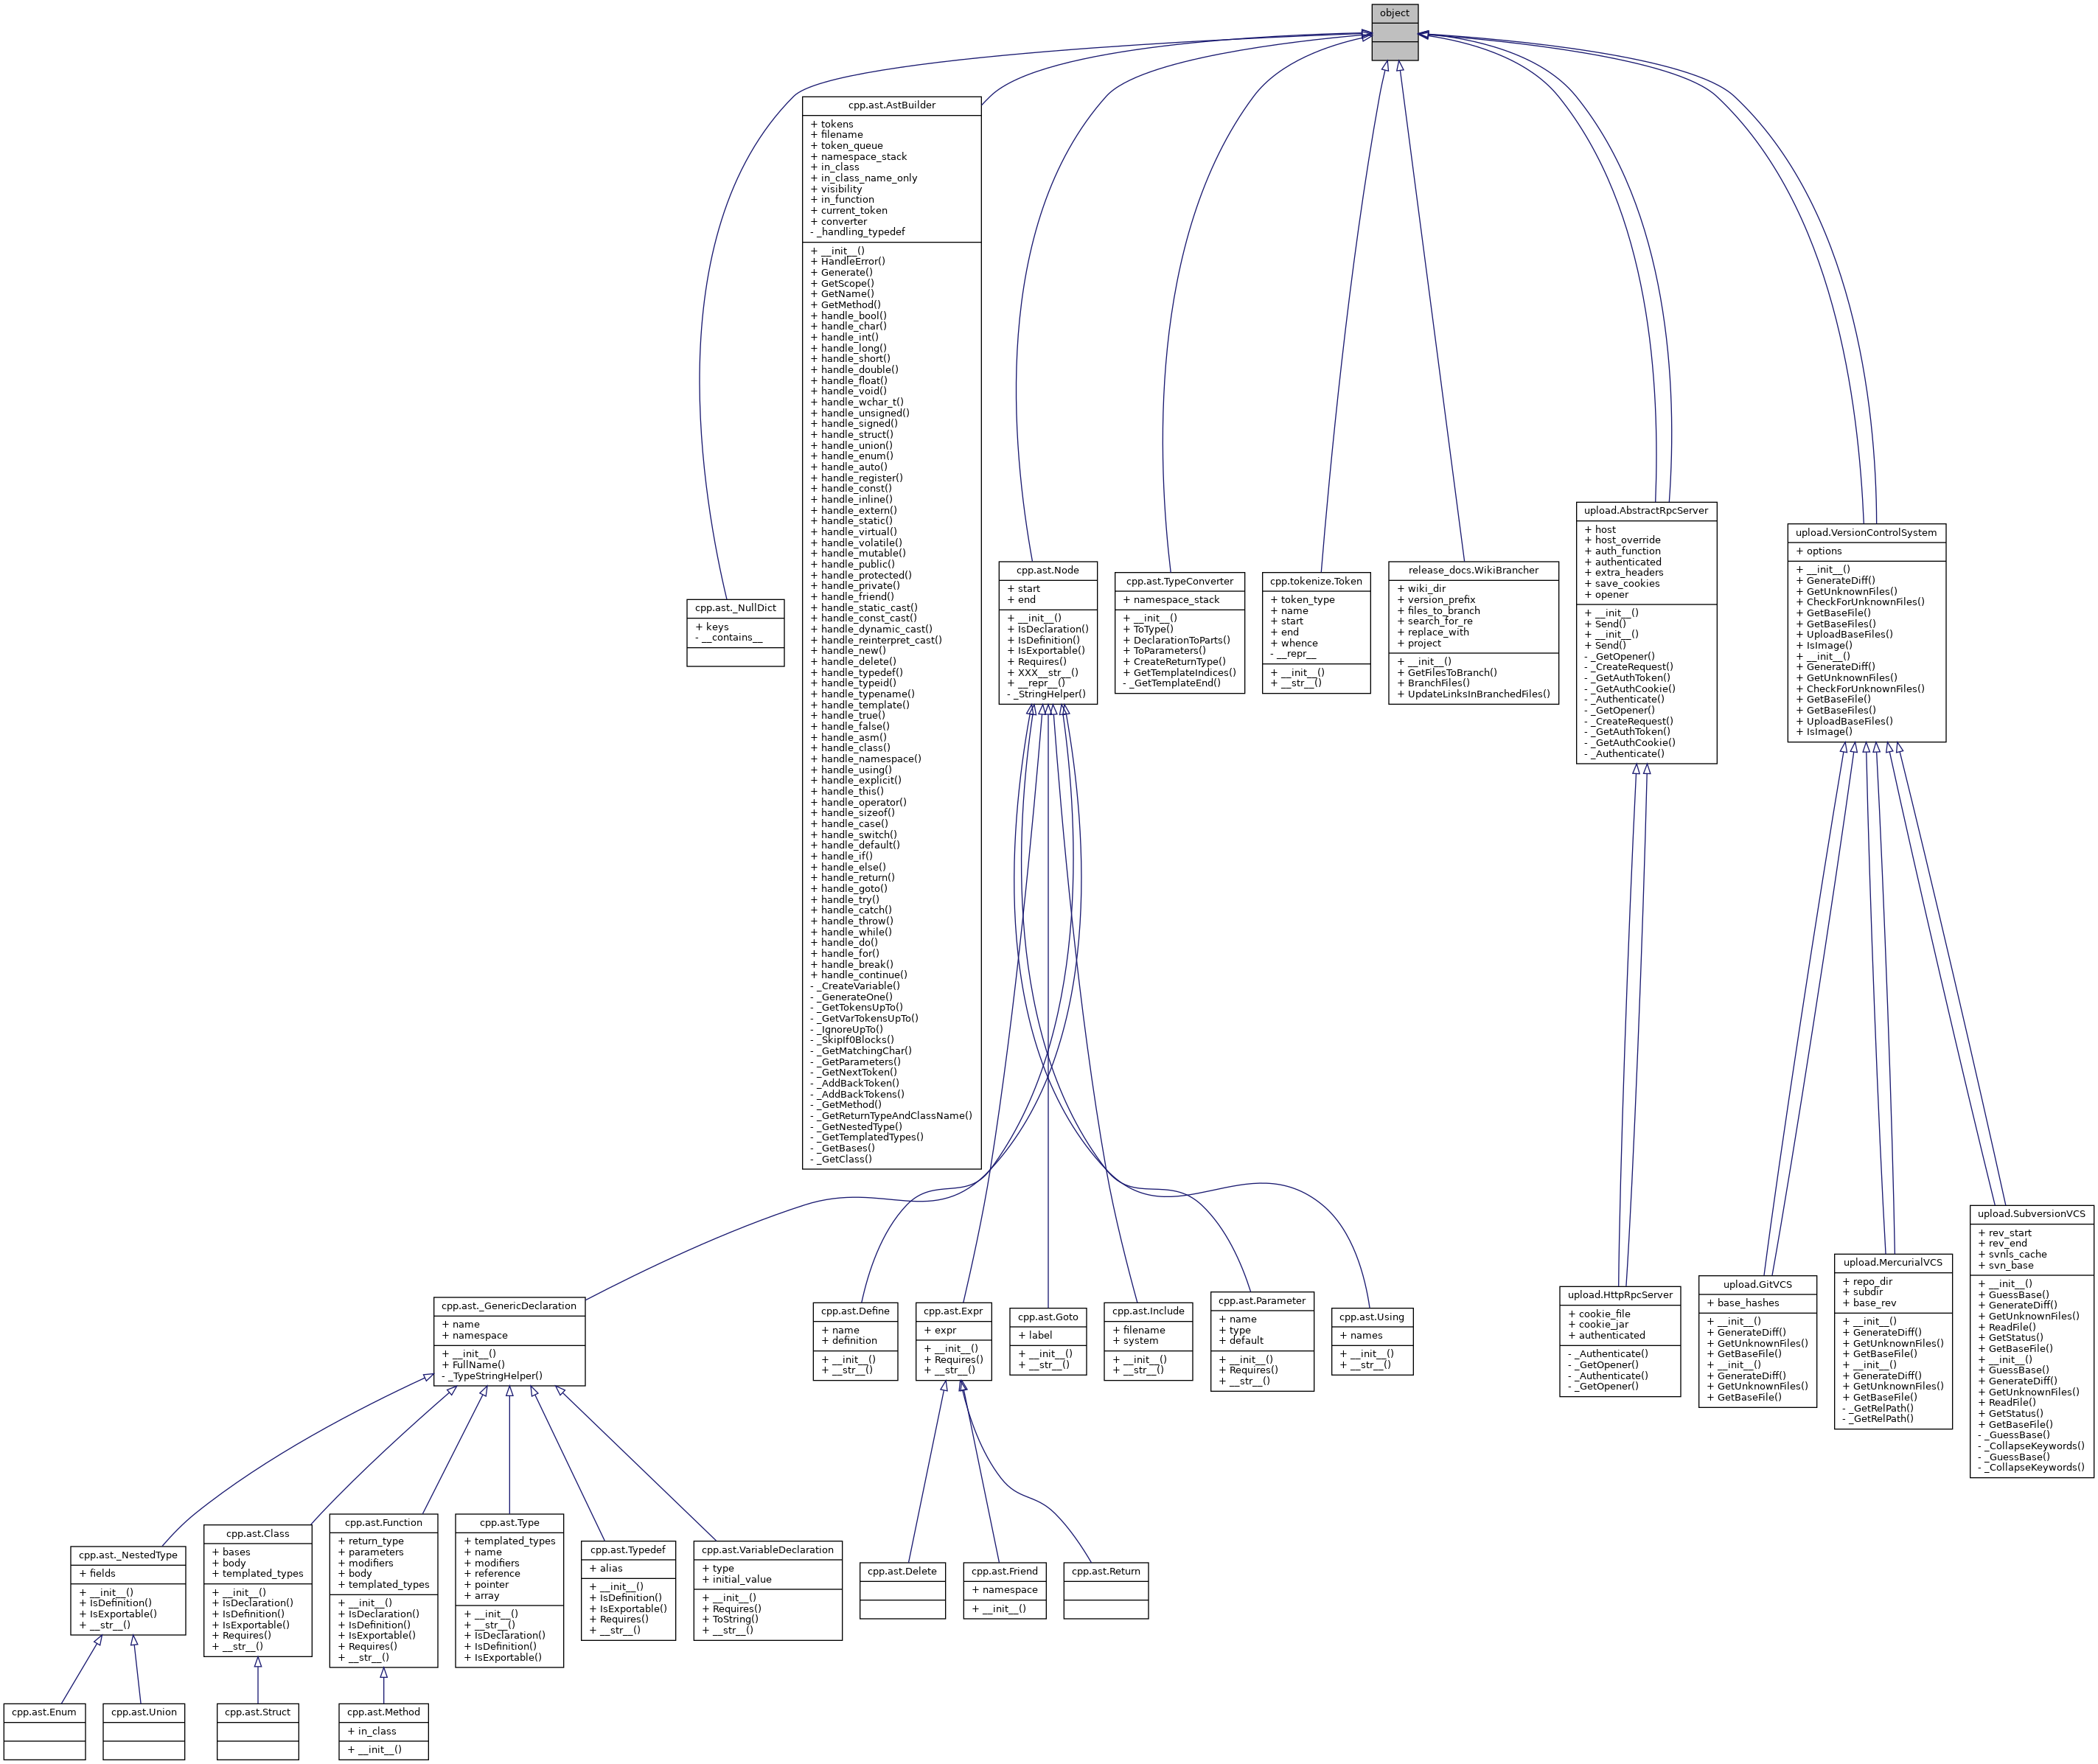 object
cpp.ast.AstBuilder
+ tokens
+ filename
+ token_queue
+ namespace_stack
+ in_class
+ in_class_name_only
+ visibility
+ in_function
+ current_token
+ converter
- _handling_typedef
+ __init__()
+ HandleError()
+ Generate()
+ GetScope()
+ GetName()
+ GetMethod()
+ handle_bool()
+ handle_char()
+ handle_int()
+ handle_long()
+ handle_short()
+ handle_double()
+ handle_float()
+ handle_void()
+ handle_wchar_t()
+ handle_unsigned()
+ handle_signed()
+ handle_struct()
+ handle_union()
+ handle_enum()
+ handle_auto()
+ handle_register()
+ handle_const()
+ handle_inline()
+ handle_extern()
+ handle_static()
+ handle_virtual()
+ handle_volatile()
+ handle_mutable()
+ handle_public()
+ handle_protected()
+ handle_private()
+ handle_friend()
+ handle_static_cast()
+ handle_const_cast()
+ handle_dynamic_cast()
+ handle_reinterpret_cast()
+ handle_new()
+ handle_delete()
+ handle_typedef()
+ handle_typeid()
+ handle_typename()
+ handle_template()
+ handle_true()
+ handle_false()
+ handle_asm()
+ handle_class()
+ handle_namespace()
+ handle_using()
+ handle_explicit()
+ handle_this()
+ handle_operator()
+ handle_sizeof()
+ handle_case()
+ handle_switch()
+ handle_default()
+ handle_if()
+ handle_else()
+ handle_return()
+ handle_goto()
+ handle_try()
+ handle_catch()
+ handle_throw()
+ handle_while()
+ handle_do()
+ handle_for()
+ handle_break()
+ handle_continue()
- _CreateVariable()
- _GenerateOne()
- _GetTokensUpTo()
- _GetVarTokensUpTo()
- _IgnoreUpTo()
- _SkipIf0Blocks()
- _GetMatchingChar()
- _GetParameters()
- _GetNextToken()
- _AddBackToken()
- _AddBackTokens()
- _GetMethod()
- _GetReturnTypeAndClassName()
- _GetNestedType()
- _GetTemplatedTypes()
- _GetBases()
- _GetClass()
cpp.ast._NullDict
+ keys
- __contains__
cpp.ast.Node
+ start
+ end
+ __init__()
+ IsDeclaration()
+ IsDefinition()
+ IsExportable()
+ Requires()
+ XXX__str__()
+ __repr__()
- _StringHelper()
cpp.ast.TypeConverter
+ namespace_stack
+ __init__()
+ ToType()
+ DeclarationToParts()
+ ToParameters()
+ CreateReturnType()
+ GetTemplateIndices()
- _GetTemplateEnd()
cpp.tokenize.Token
+ token_type
+ name
+ start
+ end
+ whence
- __repr__
+ __init__()
+ __str__()
release_docs.WikiBrancher
+ wiki_dir
+ version_prefix
+ files_to_branch
+ search_for_re
+ replace_with
+ project
+ __init__()
+ GetFilesToBranch()
+ BranchFiles()
+ UpdateLinksInBranchedFiles()
upload.AbstractRpcServer
+ host
+ host_override
+ auth_function
+ authenticated
+ extra_headers
+ save_cookies
+ opener
+ __init__()
+ Send()
+ __init__()
+ Send()
- _GetOpener()
- _CreateRequest()
- _GetAuthToken()
- _GetAuthCookie()
- _Authenticate()
- _GetOpener()
- _CreateRequest()
- _GetAuthToken()
- _GetAuthCookie()
- _Authenticate()
upload.VersionControlSystem
+ options
+ __init__()
+ GenerateDiff()
+ GetUnknownFiles()
+ CheckForUnknownFiles()
+ GetBaseFile()
+ GetBaseFiles()
+ UploadBaseFiles()
+ IsImage()
+ __init__()
+ GenerateDiff()
+ GetUnknownFiles()
+ CheckForUnknownFiles()
+ GetBaseFile()
+ GetBaseFiles()
+ UploadBaseFiles()
+ IsImage()
cpp.ast._GenericDeclaration
+ name
+ namespace
+ __init__()
+ FullName()
- _TypeStringHelper()
cpp.ast.Define
+ name
+ definition
+ __init__()
+ __str__()
cpp.ast.Expr
+ expr
+ __init__()
+ Requires()
+ __str__()
cpp.ast.Goto
+ label
+ __init__()
+ __str__()
cpp.ast.Include
+ filename
+ system
+ __init__()
+ __str__()
cpp.ast.Parameter
+ name
+ type
+ default
+ __init__()
+ Requires()
+ __str__()
cpp.ast.Using
+ names
+ __init__()
+ __str__()
upload.HttpRpcServer
+ cookie_file
+ cookie_jar
+ authenticated
- _Authenticate()
- _GetOpener()
- _Authenticate()
- _GetOpener()
upload.GitVCS
+ base_hashes
+ __init__()
+ GenerateDiff()
+ GetUnknownFiles()
+ GetBaseFile()
+ __init__()
+ GenerateDiff()
+ GetUnknownFiles()
+ GetBaseFile()
upload.MercurialVCS
+ repo_dir
+ subdir
+ base_rev
+ __init__()
+ GenerateDiff()
+ GetUnknownFiles()
+ GetBaseFile()
+ __init__()
+ GenerateDiff()
+ GetUnknownFiles()
+ GetBaseFile()
- _GetRelPath()
- _GetRelPath()
upload.SubversionVCS
+ rev_start
+ rev_end
+ svnls_cache
+ svn_base
+ __init__()
+ GuessBase()
+ GenerateDiff()
+ GetUnknownFiles()
+ ReadFile()
+ GetStatus()
+ GetBaseFile()
+ __init__()
+ GuessBase()
+ GenerateDiff()
+ GetUnknownFiles()
+ ReadFile()
+ GetStatus()
+ GetBaseFile()
- _GuessBase()
- _CollapseKeywords()
- _GuessBase()
- _CollapseKeywords()
cpp.ast._NestedType
+ fields
+ __init__()
+ IsDefinition()
+ IsExportable()
+ __str__()
cpp.ast.Class
+ bases
+ body
+ templated_types
+ __init__()
+ IsDeclaration()
+ IsDefinition()
+ IsExportable()
+ Requires()
+ __str__()
cpp.ast.Function
+ return_type
+ parameters
+ modifiers
+ body
+ templated_types
+ __init__()
+ IsDeclaration()
+ IsDefinition()
+ IsExportable()
+ Requires()
+ __str__()
cpp.ast.Type
+ templated_types
+ name
+ modifiers
+ reference
+ pointer
+ array
+ __init__()
+ __str__()
+ IsDeclaration()
+ IsDefinition()
+ IsExportable()
cpp.ast.Typedef
+ alias
+ __init__()
+ IsDefinition()
+ IsExportable()
+ Requires()
+ __str__()
cpp.ast.VariableDeclaration
+ type
+ initial_value
+ __init__()
+ Requires()
+ ToString()
+ __str__()
cpp.ast.Delete
cpp.ast.Friend
+ namespace
+ __init__()
cpp.ast.Return
cpp.ast.Enum
cpp.ast.Union
cpp.ast.Struct
cpp.ast.Method
+ in_class
+ __init__()